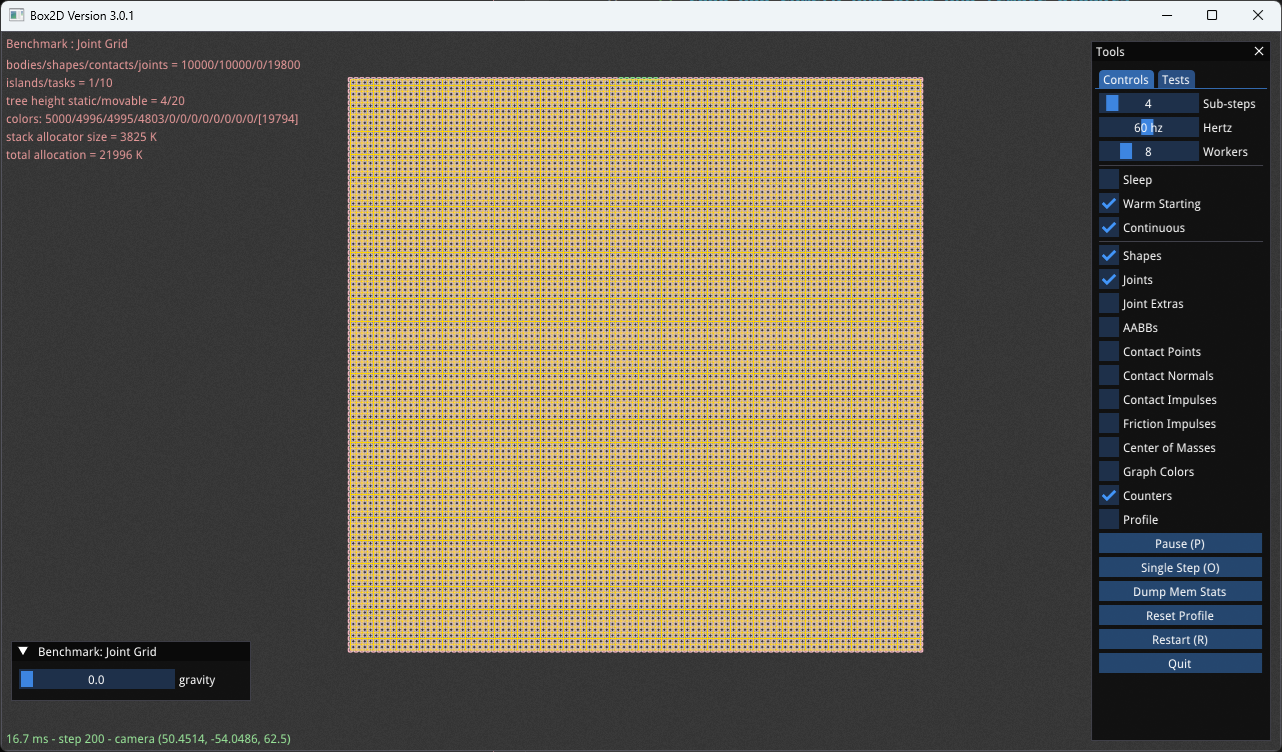 Box2D Version 3.0.1
Benchmark : Joint Grid
bodies/shapes/contacts/joints = 10000/10000/0/19800
islands/tasks = 1/10
tree height static/movable = 4/20
colors: 5000/4996/4995/4803/0/0/0/0/0/0/0/0/[19794]
stack allocator size = 3825 K
total allocation = 21996 K
Tools
Controls Tests
4 Sub-steps
60 hz Hertz
8 Workers
Sleep
Warm Starting
Continuous
Shapes
Joints
Joint Extras
AABBs
Contact Points
Contact Normals
Contact Impulses
Friction Impulses
Center of Masses
Graph Colors
Counters
Profile
Pause (P)
Single Step (O)
Dump Mem Stats
Reset Profile
Restart (R)
Quit
Benchmark: Joint Grid
0.0 gravity
16.7 ms - step 200 - camera (50.4514, -54.0486, 62.5)